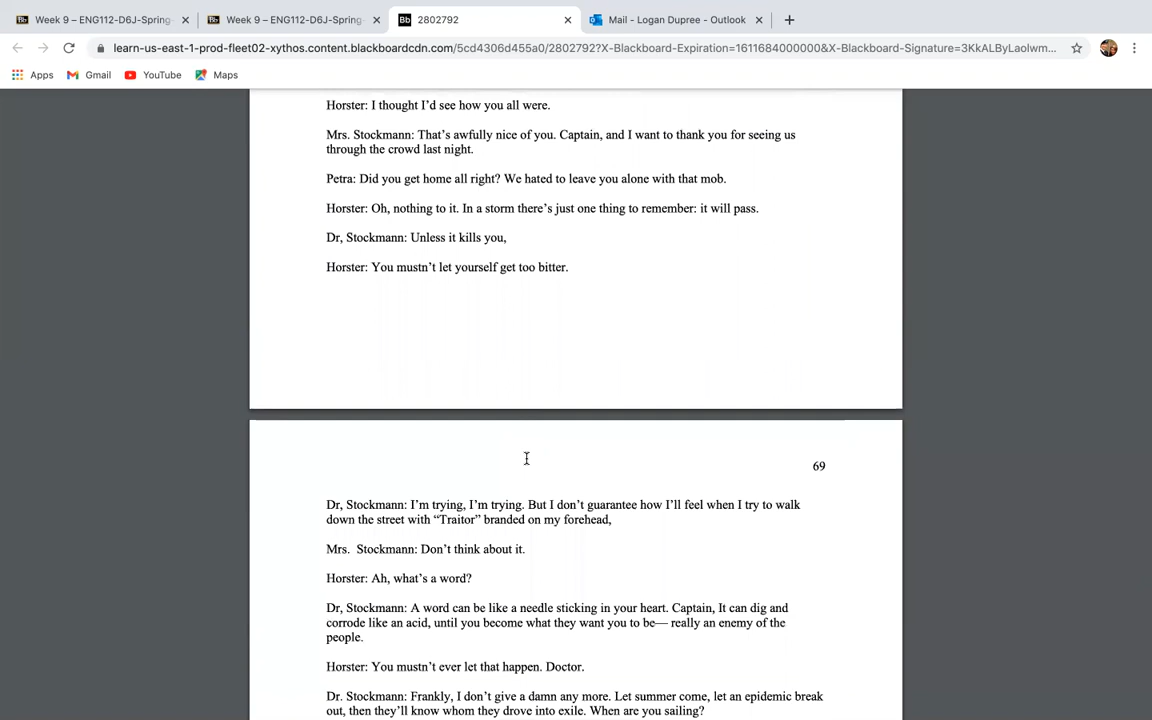 Week 9 – ENG112-D6J-Spring-
Week 9 – ENG112-D6J-Spring-
Bb 2802792
Mail - Logan Dupree - Outlook
learn-us-east-1-prod-fleet02-xythos.content.blackboardcdn.com/5cd4306d455a0/2802792?X-Blackboard-Expiration=1611684000000&X-Blackboard-Signature=3KkALByLaolwm...
Apps Gmail YouTube Maps
Horster: I thought I’d see how you all were.
Mrs. Stockmann: That’s awfully nice of you. Captain, and I want to thank you for seeing us
through the crowd last night.
Petra: Did you get home all right? We hated to leave you alone with that mob.
Horster: Oh, nothing to it. In a storm there’s just one thing to remember: it will pass.
Dr, Stockmann: Unless it kills you,
Horster: You mustn’t let yourself get too bitter.
69
Dr, Stockmann: I’m trying, I’m trying. But I don’t guarantee how I’ll feel when I try to walk
down the street with “Traitor” branded on my forehead,
Mrs.  Stockmann: Don’t think about it.
Horster: Ah, what’s a word?
Dr, Stockmann: A word can be like a needle sticking in your heart. Captain, It can dig and
corrode like an acid, until you become what they want you to be— really an enemy of the
people.
Horster: You mustn’t ever let that happen. Doctor.
Dr. Stockmann: Frankly, I don’t give a damn any more. Let summer come, let an epidemic break
out, then they’ll know whom they drove into exile. When are you sailing?